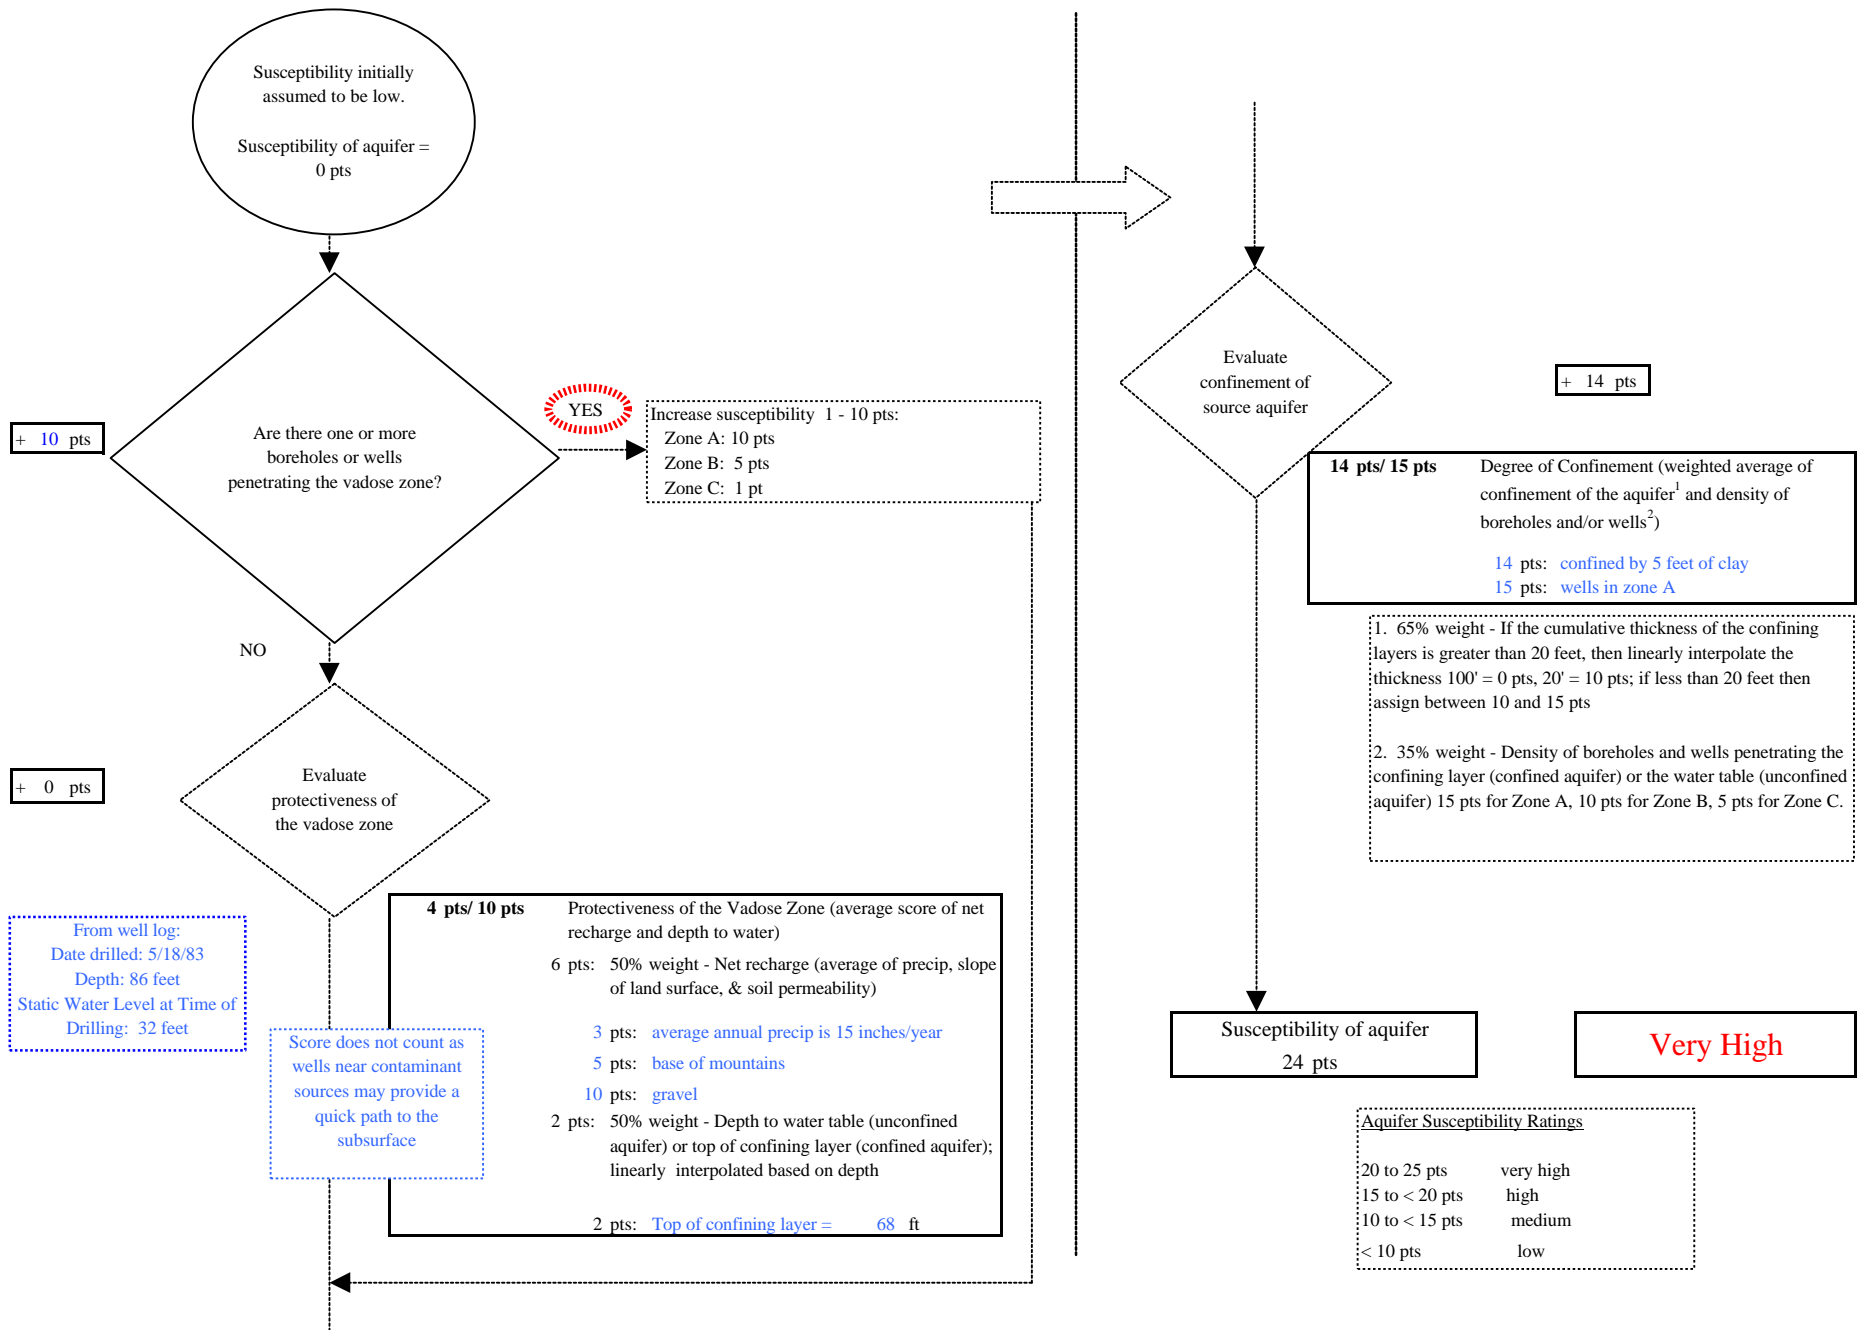 Susceptibility initially
assumed to be low.
Susceptibility of aquifer =
0 pts
+ 10 pts
Are there one or more
boreholes or wells
penetrating the vadose zone?
YES
Increase susceptibility 1 - 10 pts:
Zone A: 10 pts
Zone B: 5 pts
Zone C: 1 pt
NO
+ 0 pts
Evaluate
protectiveness of
the vadose zone
From well log:
Date drilled: 5/18/83
Depth: 86 feet
Static Water Level at Time of
Drilling: 32 feet
Score does not count as
wells near contaminant
sources may provide a
quick path to the
subsurface
4 pts/ 10 pts Protectiveness of the Vadose Zone (average score of net
recharge and depth to water)
6 pts: 50% weight - Net recharge (average of precip, slope
of land surface, & soil permeability)
3 pts: average annual precip is 15 inches/year
5 pts: base of mountains
10 pts: gravel
2 pts: 50% weight - Depth to water table (unconfined
aquifer) or top of confining layer (confined aquifer);
linearly interpolated based on depth
2 pts: Top of confining layer = 68 ft
Evaluate
confinement of
source aquifer
+ 14 pts
14 pts/ 15 pts Degree of Confinement (weighted average of
confinement of the aquifer1 and density of
boreholes and/or wells2)
14 pts: confined by 5 feet of clay
15 pts: wells in zone A
1. 65% weight - If the cumulative thickness of the confining
layers is greater than 20 feet, then linearly interpolate the
thickness 100' = 0 pts, 20' = 10 pts; if less than 20 feet then
assign between 10 and 15 pts
2. 35% weight - Density of boreholes and wells penetrating the
confining layer (confined aquifer) or the water table (unconfined
aquifer) 15 pts for Zone A, 10 pts for Zone B, 5 pts for Zone C.
Susceptibility of aquifer
24 pts
Very High
Aquifer Susceptibility Ratings
20 to 25 pts very high
15 to < 20 pts high
10 to < 15 pts medium
< 10 pts low